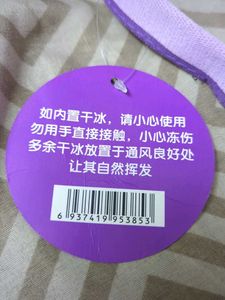 如内置干冰，请小心使用
勿用手直接接触，小心冻伤
多余干冰放置于通风良好处
让其自然挥发
6 937419 953853